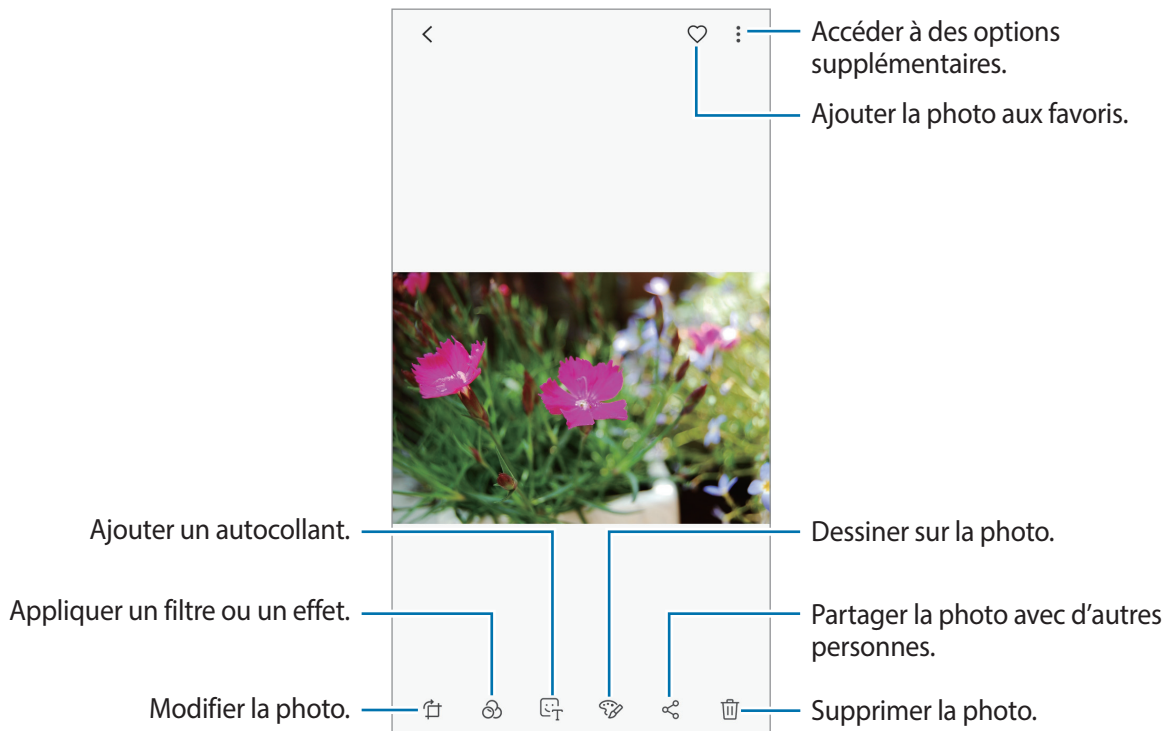 Accéder à des options
supplémentaires.
Ajouter la photo aux favoris.
Ajouter un autocollant.
Dessiner sur la photo.
Appliquer un filtre ou un effet.
Partager la photo avec d’autres
personnes.
Modifier la photo.
Supprimer la photo.